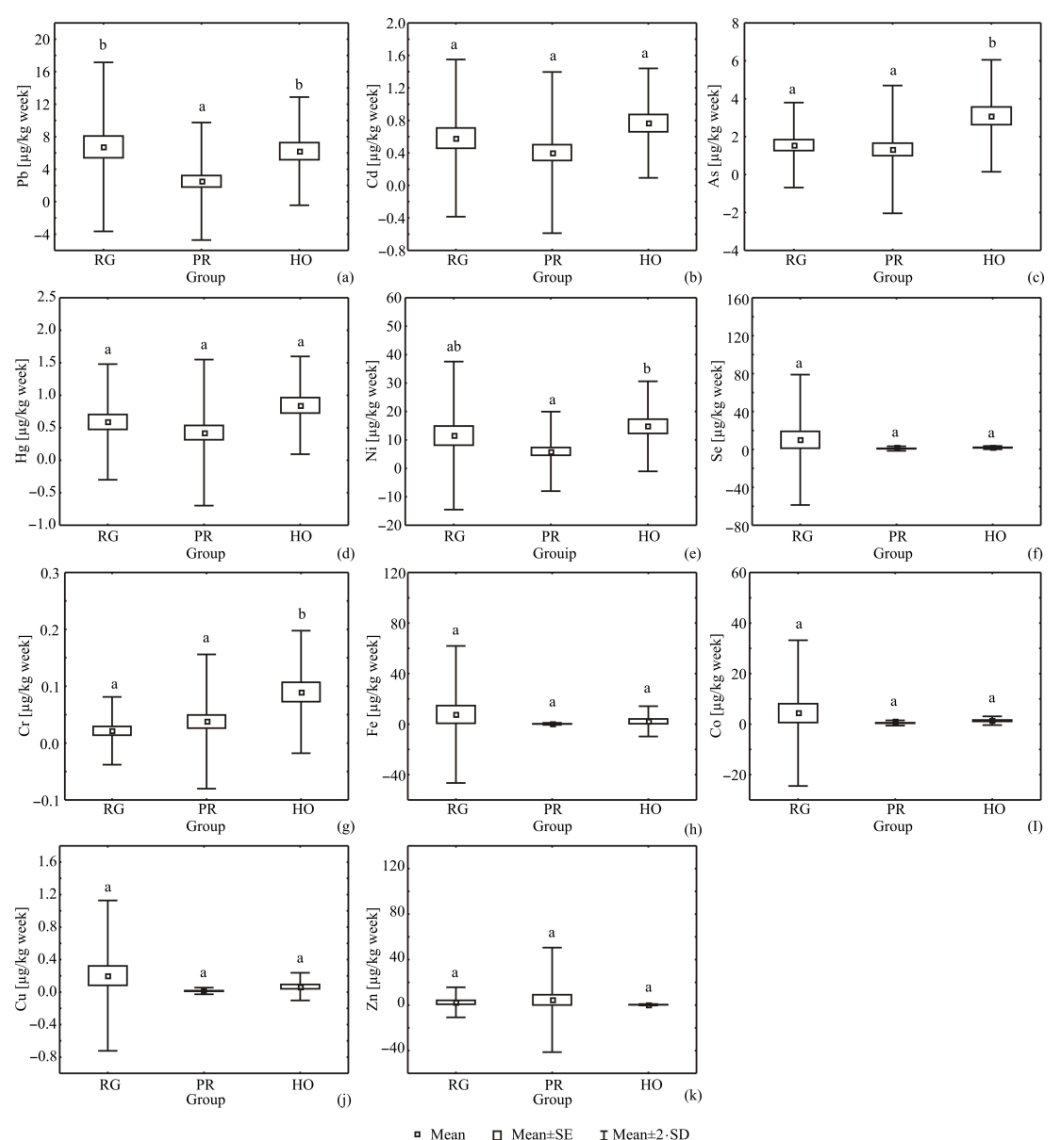 20
16
12
8
4
0
−4
Pb [µg/kg week]
b
a
b
RG PR HO
Group
(a)
2.0
1.6
1.2
0.8
0.4
0.0
−0.4
−0.8
Cd [µg/kg week]
a
a
a
RG PR HO
Group
(b)
8
6
4
2
0
−2
−4
As [µg/kg week]
a
a
b
RG PR HO
Group
(c)
2.5
2.0
1.5
1.0
0.5
0.0
−0.5
−1.0
Hg [µg/kg week]
a
a
a
RG PR HO
Group
(d)
60
50
40
30
20
10
0
−10
−20
Ni [µg/kg week]
ab
a
b
RG PR HO
Grouip
(e)
160
120
80
40
0
−40
−80
Se [µg/kg week]
a
a
a
RG PR HO
Group
(f)
0.3
0.2
0.1
0.0
−0.1
Cr [µg/kg week]
a
a
b
RG PR HO
Group
(g)
120
80
40
0
−40
Fe [µg/kg week]
a
a
a
RG PR HO
Group
(h)
60
40
20
0
−20
Co [µg/kg week]
a
a
a
RG PR HO
Group
(I)
1.6
1.2
0.8
0.4
0.0
−0.4
−0.8
Cu [µg/kg week]
a
a
a
RG PR HO
Group
(j)
120
80
40
0
−40
Zn [µg/kg week]
a
a
a
RG PR HO
Group
(k)
Mean Mean±SE Mean±2·SD